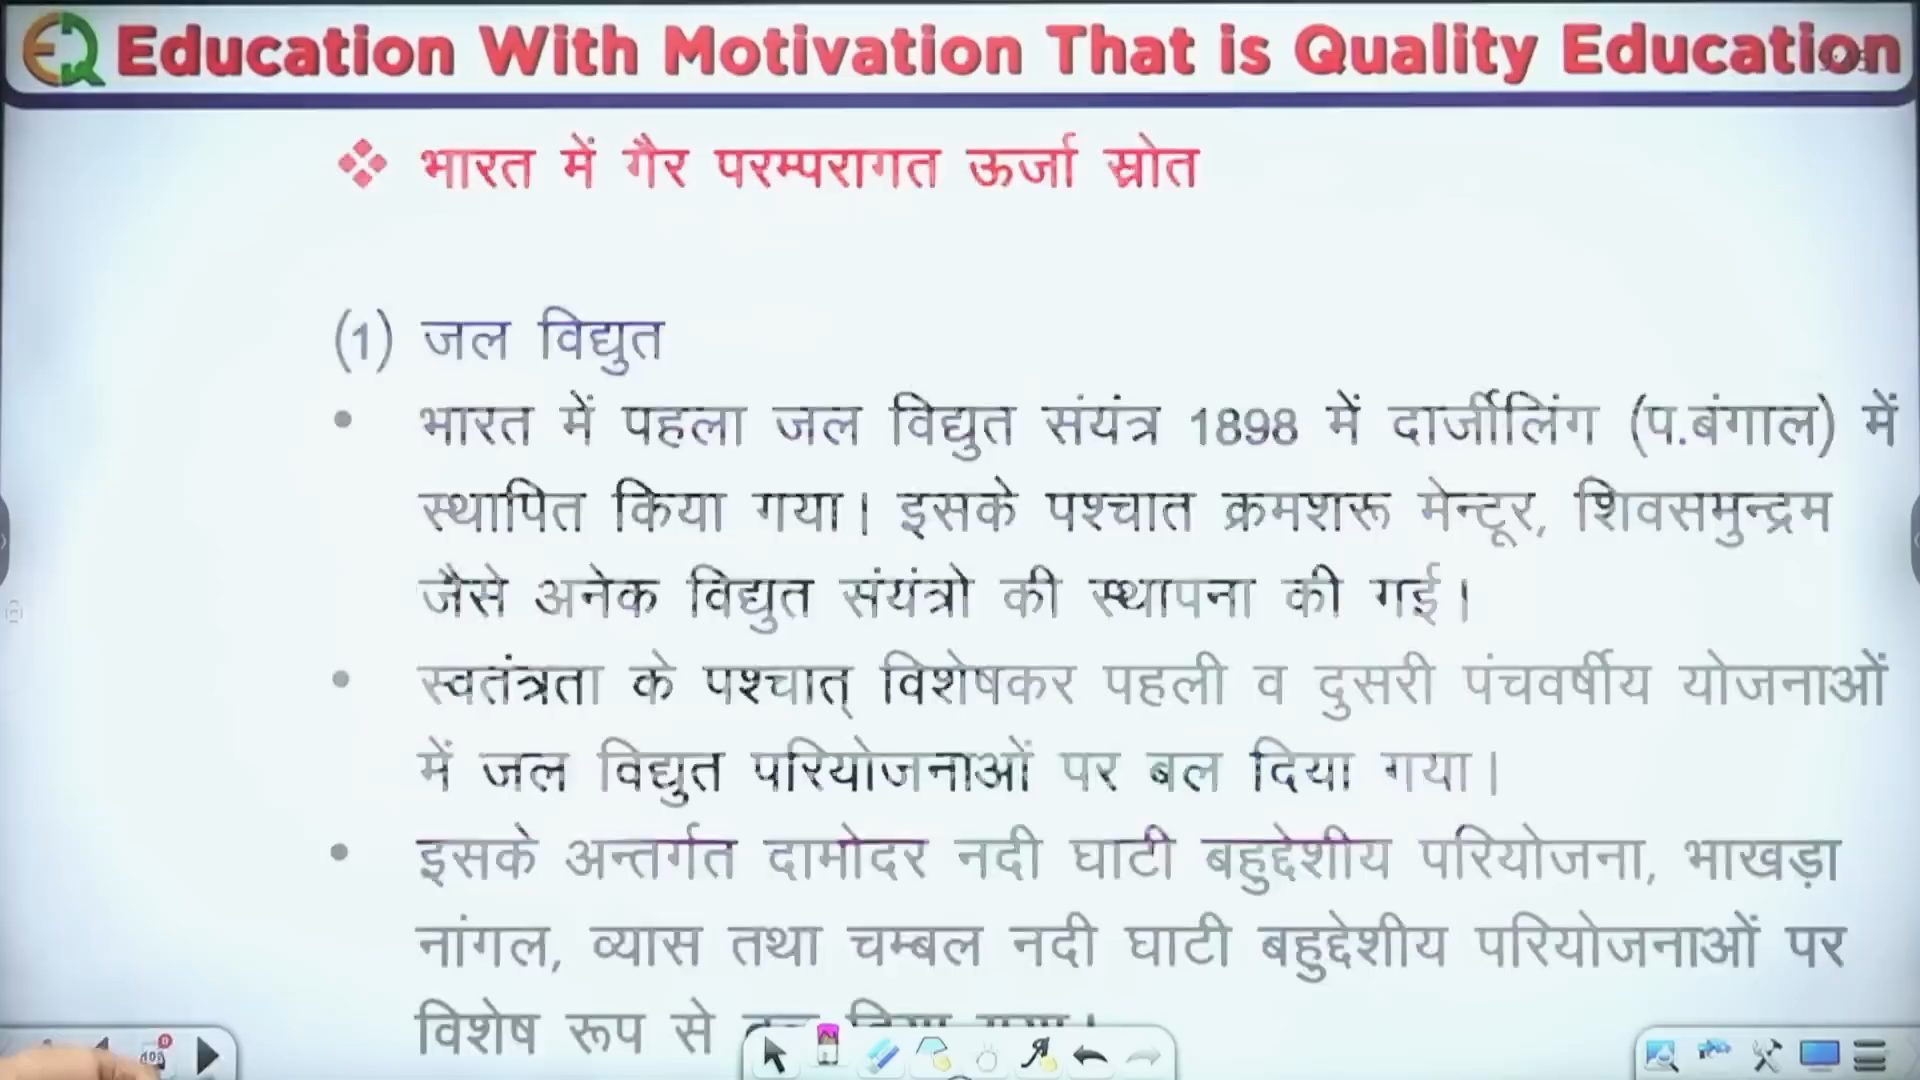 Education With Motivation That is Quality Education
❖ भारत में गैर परम्परागत ऊर्जा स्रोत
(1) जल विद्युत
• भारत में पहला जल विद्युत संयंत्र 1898 में दार्जीलिंग (प.बंगाल) में
स्थापित किया गया। इसके पश्चात क्रमशरू मेन्टूर, शिवसमुन्द्रम
जैसे अनेक विद्युत संयंत्रो की स्थापना की गई।
• स्वतंत्रता के पश्चात् विशेषकर पहली व दुसरी पंचवर्षीय योजनाओं
में जल विद्युत परियोजनाओं पर बल दिया गया।
• इसके अन्तर्गत दामोदर नदी घाटी बहुद्देशीय परियोजना, भाखड़ा
नांगल, व्यास तथा चम्बल नदी घाटी बहुद्देशीय परियोजनाओं पर
विशेष रूप से